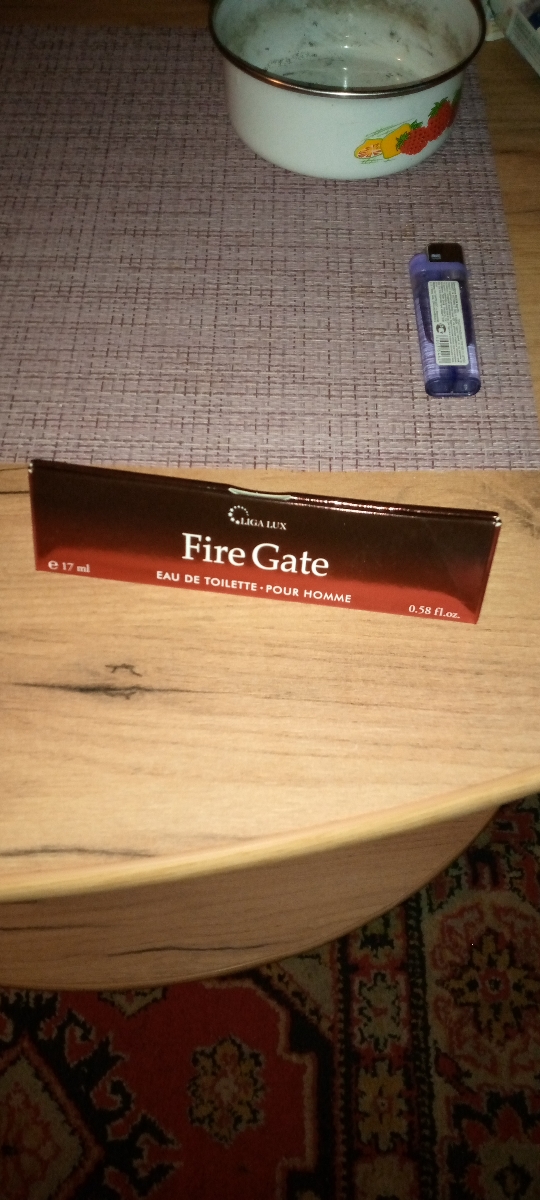 LIGA LUX
Fire Gate
℮ 17 ml
EAU DE TOILETTE • POUR HOMME
0.58 fl.oz.